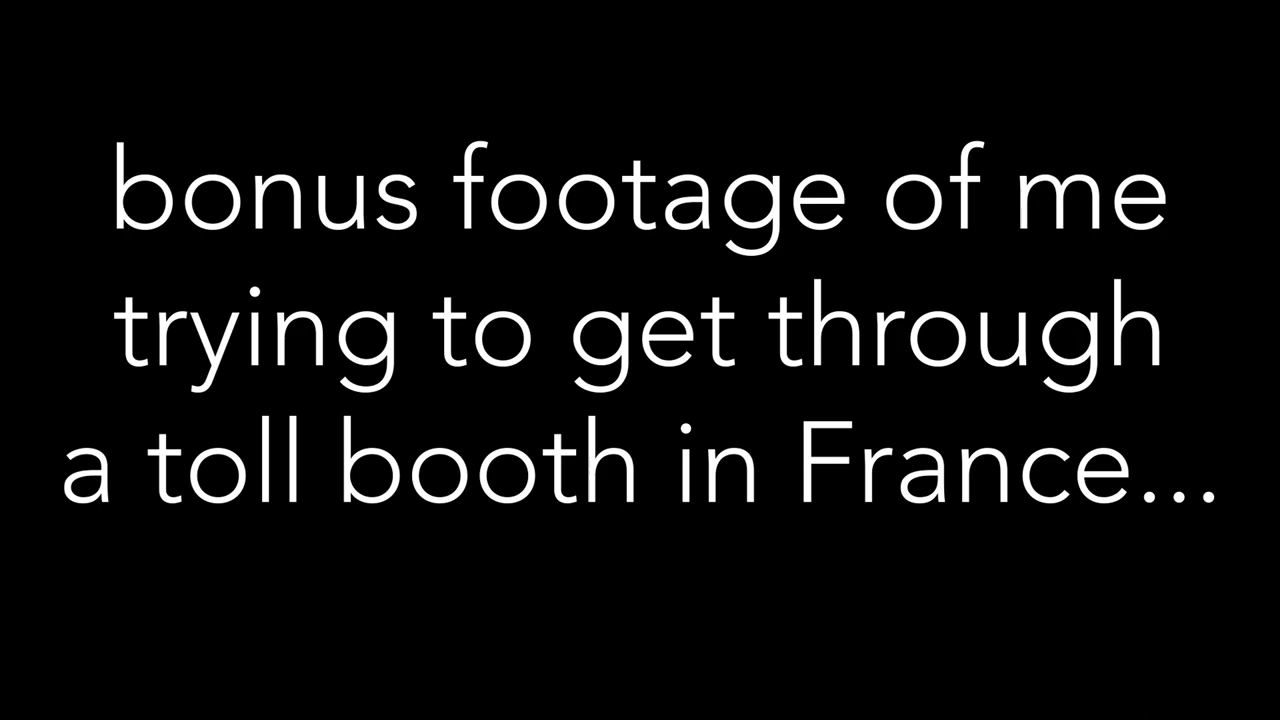 bonus footage of me
trying to get through
a toll booth in France...